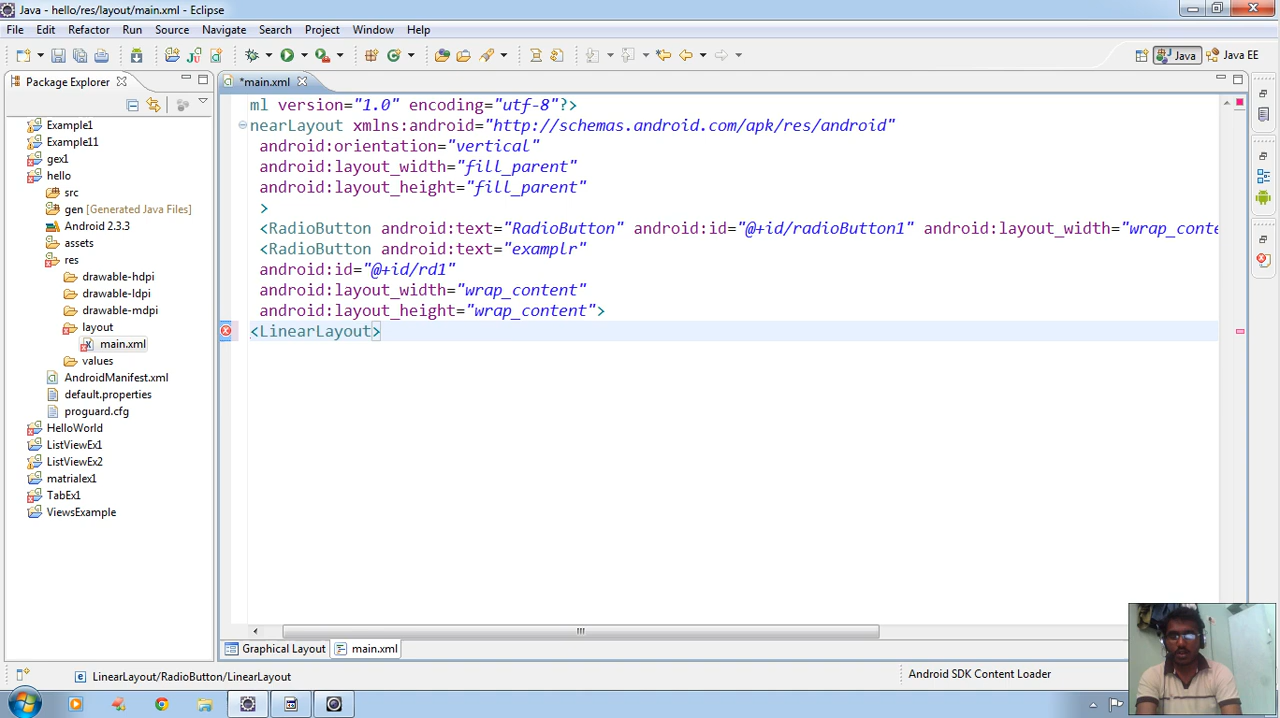 Java - hello/res/layout/main.xml - Eclipse
File Edit Refactor Run Source Navigate Search Project Window Help
Java Java EE
Package Explorer
*main.xml
Example1
Example11
gex1
hello
src
gen [Generated Java Files]
Android 2.3.3
assets
res
drawable-hdpi
drawable-ldpi
drawable-mdpi
layout
main.xml
values
AndroidManifest.xml
default.properties
proguard.cfg
HelloWorld
ListViewEx1
ListViewEx2
matrialex1
TabEx1
ViewsExample
ml version="1.0" encoding="utf-8"?>
nearLayout xmlns:android="http://schemas.android.com/apk/res/android"
android:orientation="vertical"
android:layout_width="fill_parent"
android:layout_height="fill_parent"
>
<RadioButton android:text="RadioButton" android:id="@+id/radioButton1" android:layout_width="wrap_conte
<RadioButton android:text="examplr"
android:id="@+id/rd1"
android:layout_width="wrap_content"
android:layout_height="wrap_content">
<LinearLayout>
Graphical Layout main.xml
LinearLayout/RadioButton/LinearLayout
Android SDK Content Loader